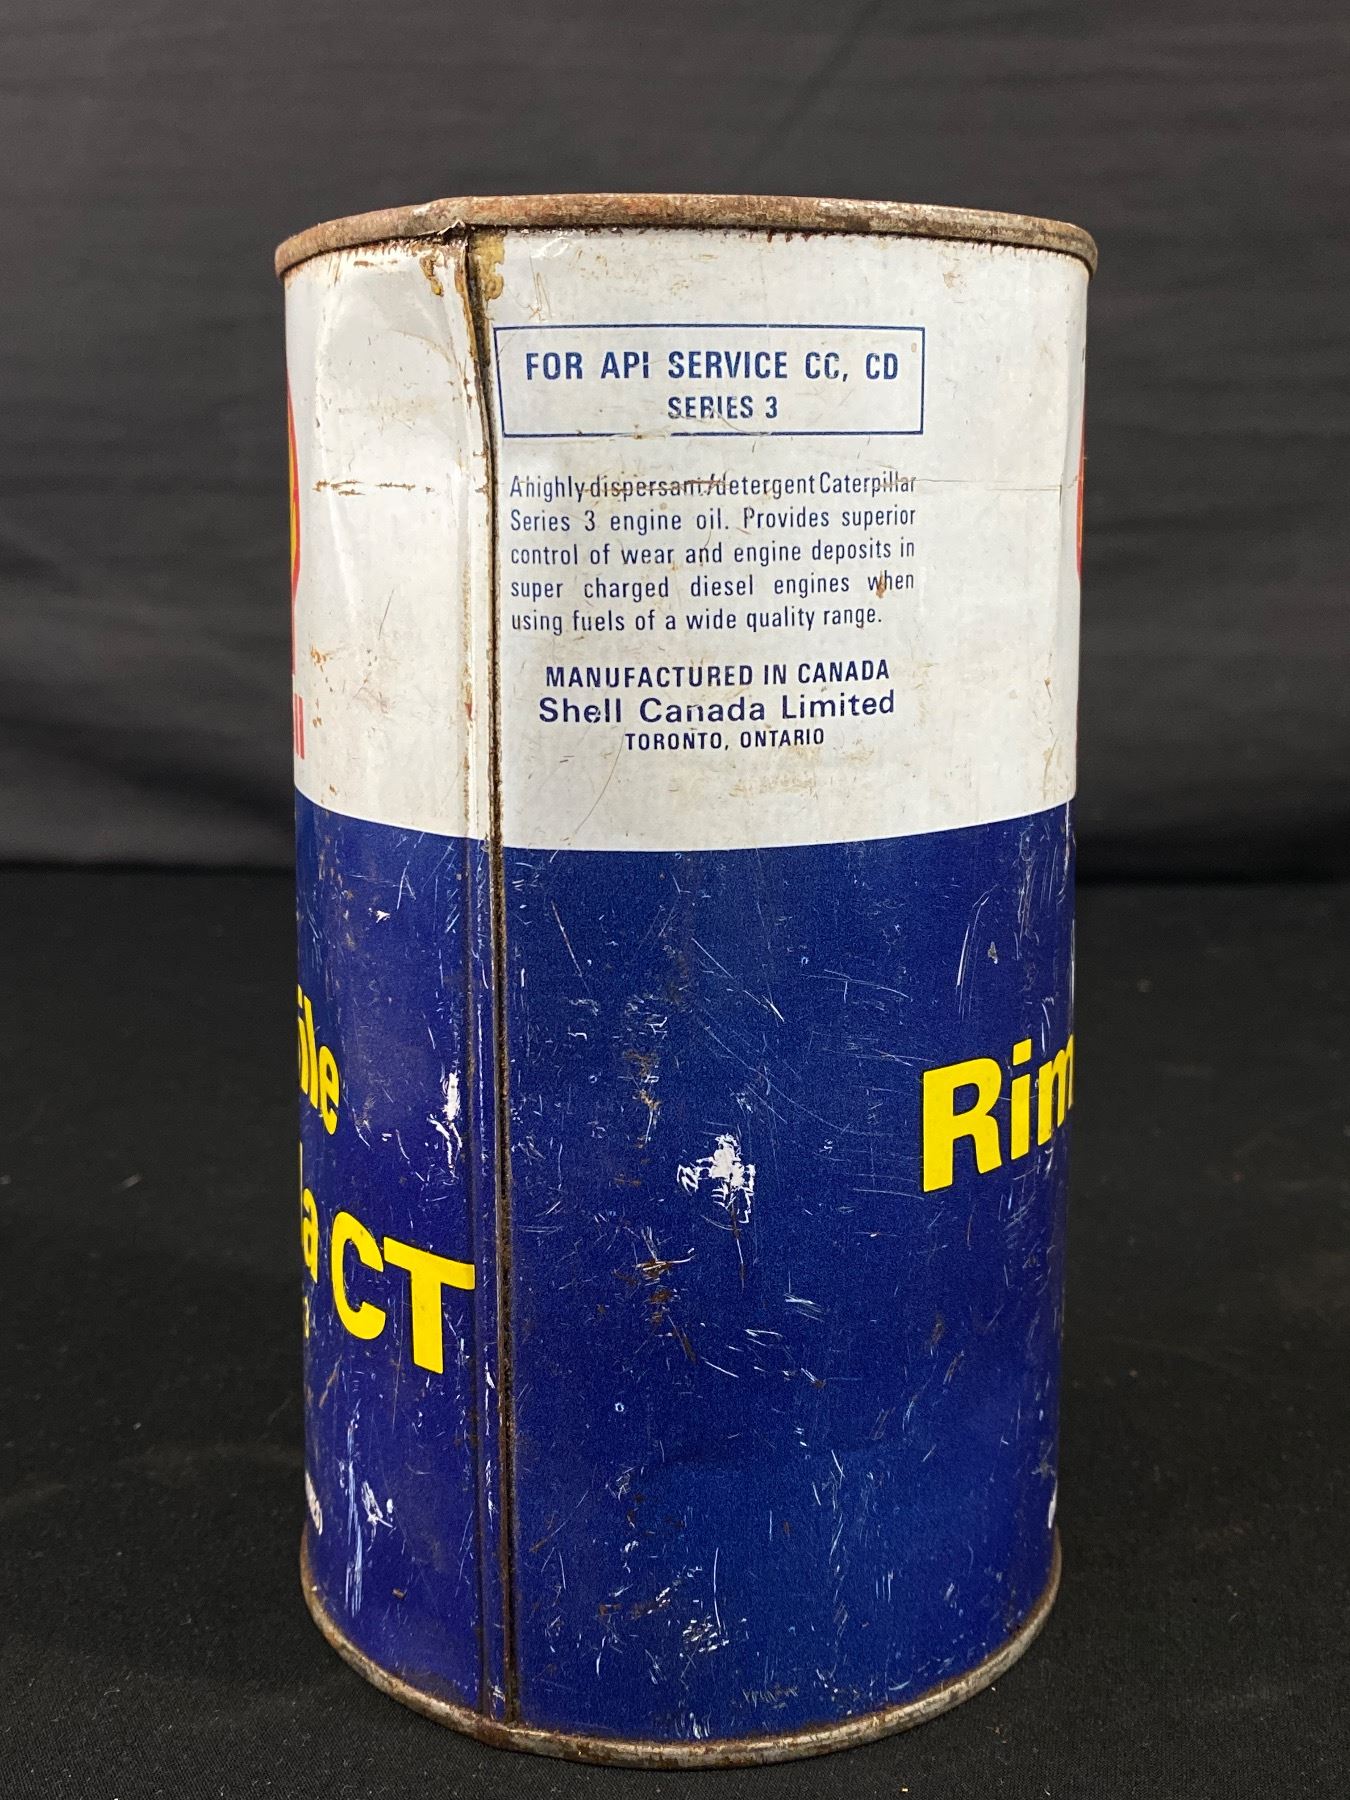 FOR API SERVICE CC, CD
SERIES 3
A highly dispersant/detergent Caterpillar
Series 3 engine oil. Provides superior
control of wear and engine deposits in
super charged diesel engines when
using fuels of a wide quality range.
MANUFACTURED IN CANADA
Shell Canada Limited
TORONTO, ONTARIO
ile
la CT
Rim